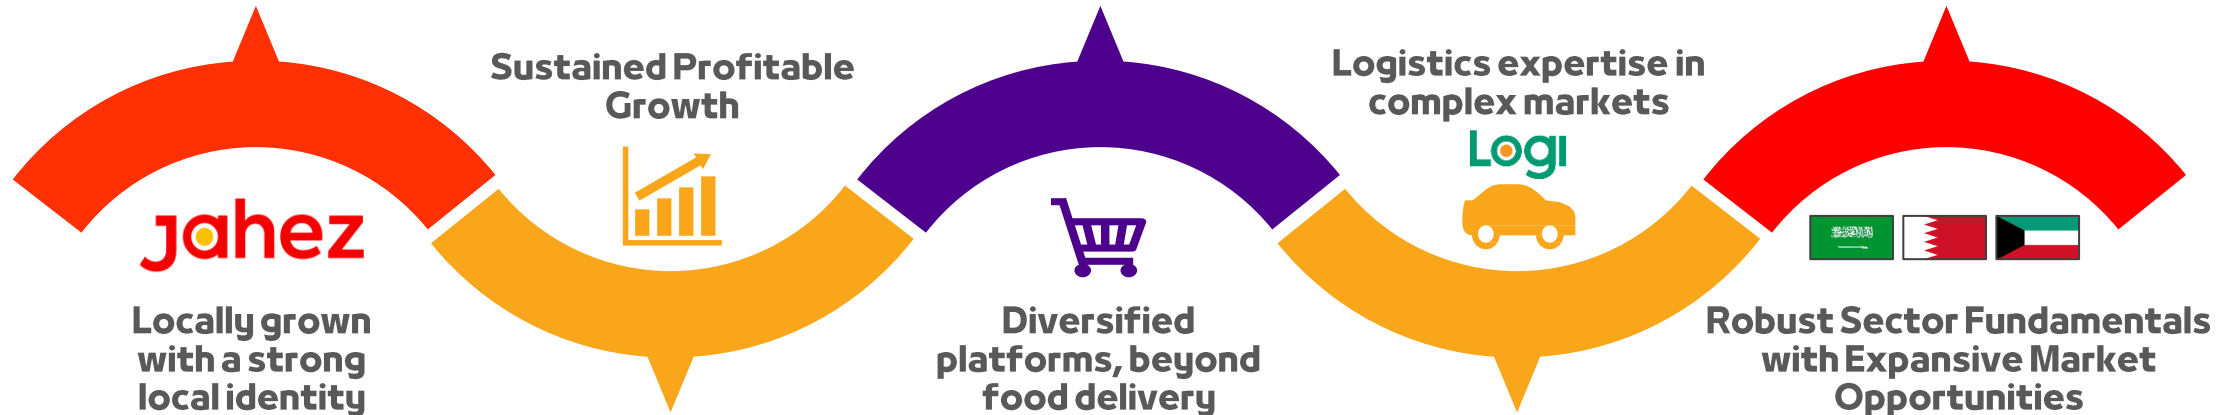 Jahez
Locally grown
with a strong
local identity
Sustained Profitable
Growth
Diversified
platforms, beyond
food delivery
Logistics expertise in
complex markets
LogI
Robust Sector Fundamentals
with Expansive Market
Opportunities